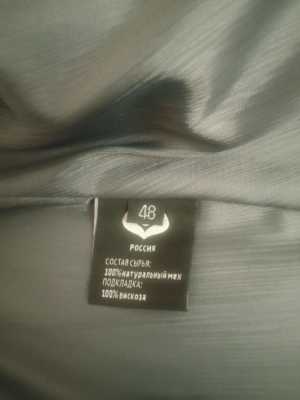 48
РОССИЯ
СОСТАВ СЫРЬЯ:
100%натуральный мех
ПОДКЛАДКА:
100%вискоза